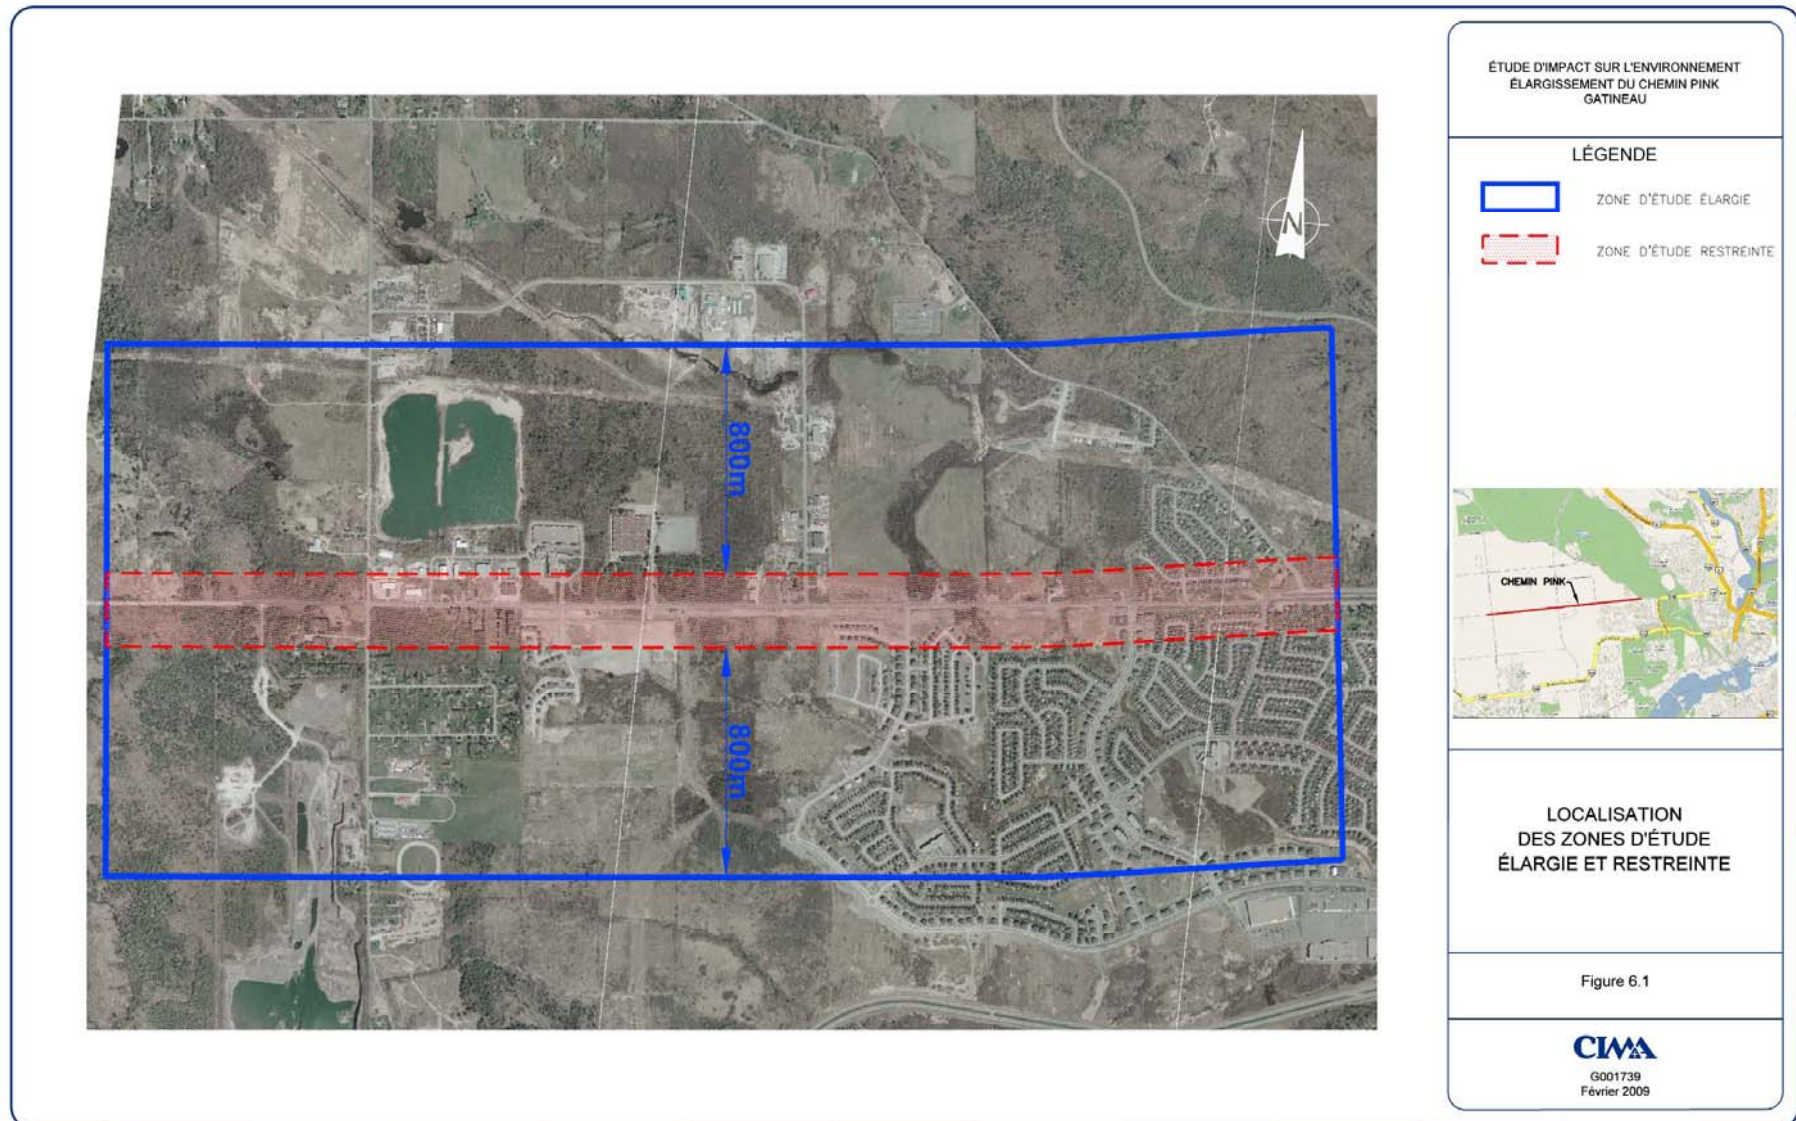 ÉTUDE D'IMPACT SUR L'ENVIRONNEMENT
ÉLARGISSEMENT DU CHEMIN PINK
GATINEAU
LÉGENDE
ZONE D'ÉTUDE ÉLARGIE
ZONE D'ÉTUDE RESTREINTE
N
800m
800m
CHEMIN PINK
LOCALISATION
DES ZONES D'ÉTUDE
ÉLARGIE ET RESTREINTE
Figure 6.1
CIMA
G001739
Février 2009